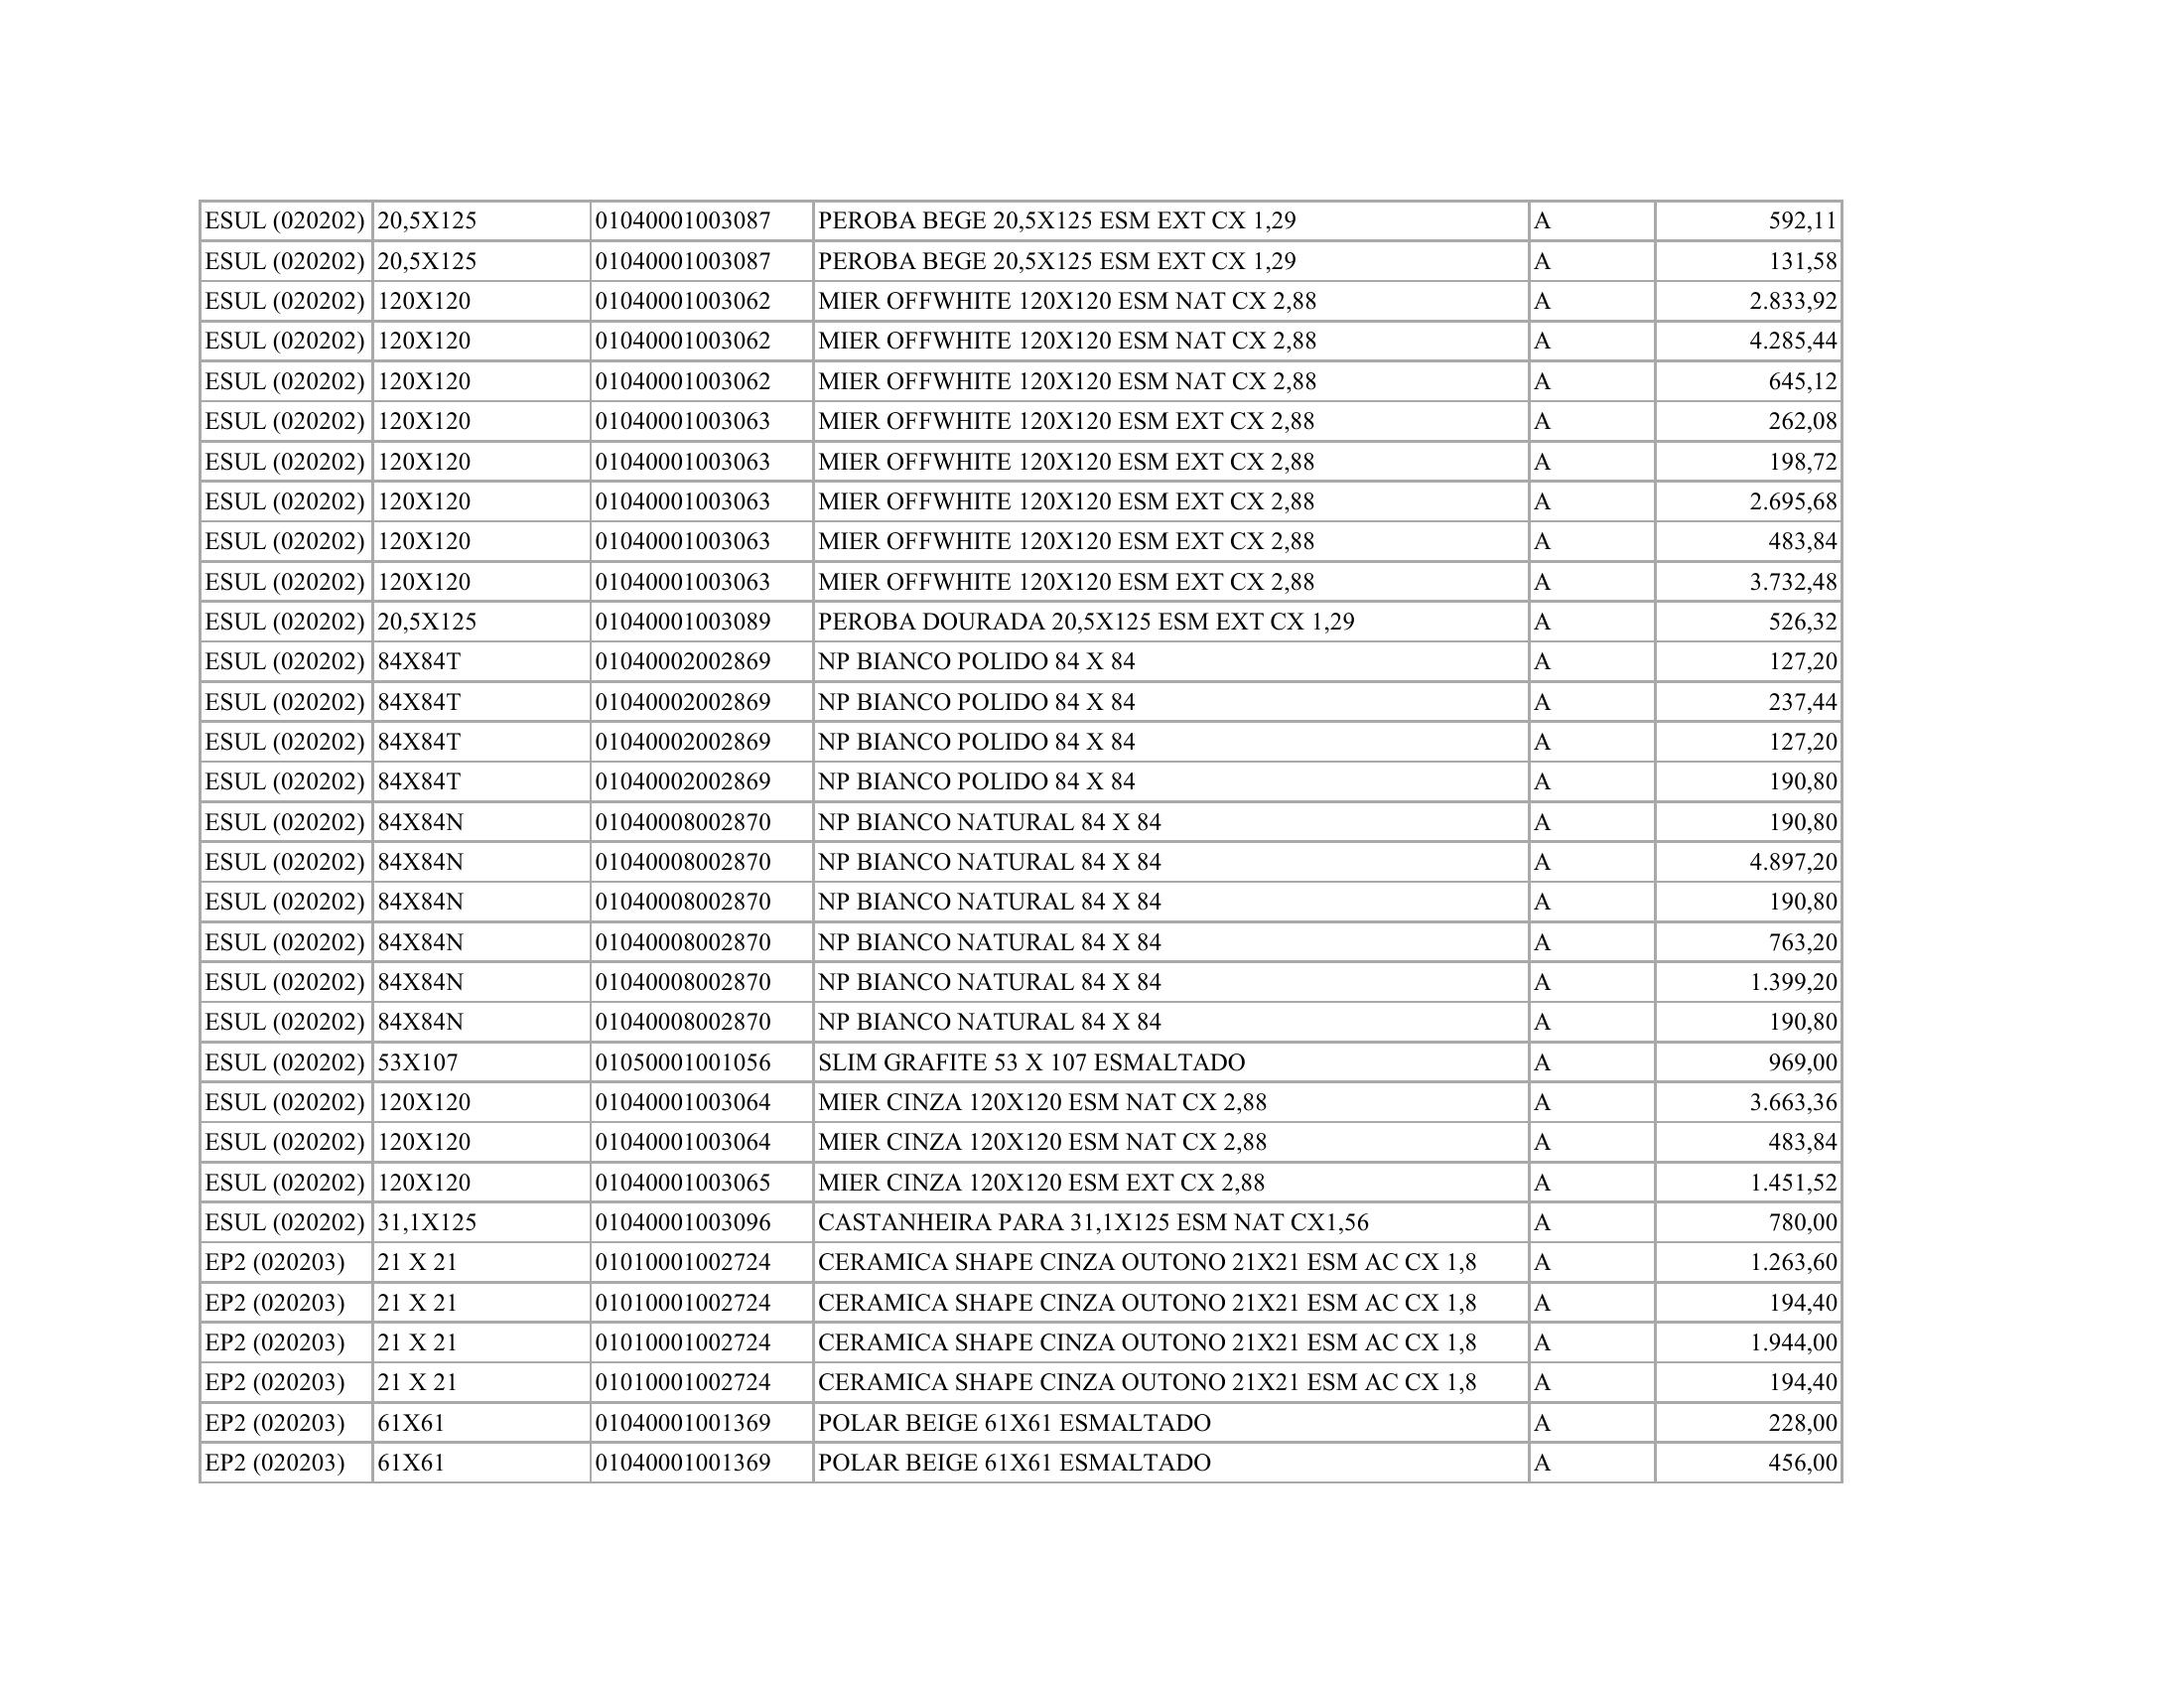 ESUL (020202) 20,5X125 01040001003087 PEROBA BEGE 20,5X125 ESM EXT CX 1,29 A 592,11
ESUL (020202) 20,5X125 01040001003087 PEROBA BEGE 20,5X125 ESM EXT CX 1,29 A 131,58
ESUL (020202) 120X120 01040001003062 MIER OFFWHITE 120X120 ESM NAT CX 2,88 A 2.833,92
ESUL (020202) 120X120 01040001003062 MIER OFFWHITE 120X120 ESM NAT CX 2,88 A 4.285,44
ESUL (020202) 120X120 01040001003062 MIER OFFWHITE 120X120 ESM NAT CX 2,88 A 645,12
ESUL (020202) 120X120 01040001003063 MIER OFFWHITE 120X120 ESM EXT CX 2,88 A 262,08
ESUL (020202) 120X120 01040001003063 MIER OFFWHITE 120X120 ESM EXT CX 2,88 A 198,72
ESUL (020202) 120X120 01040001003063 MIER OFFWHITE 120X120 ESM EXT CX 2,88 A 2.695,68
ESUL (020202) 120X120 01040001003063 MIER OFFWHITE 120X120 ESM EXT CX 2,88 A 483,84
ESUL (020202) 120X120 01040001003063 MIER OFFWHITE 120X120 ESM EXT CX 2,88 A 3.732,48
ESUL (020202) 20,5X125 01040001003089 PEROBA DOURADA 20,5X125 ESM EXT CX 1,29 A 526,32
ESUL (020202) 84X84T 01040002002869 NP BIANCO POLIDO 84 X 84 A 127,20
ESUL (020202) 84X84T 01040002002869 NP BIANCO POLIDO 84 X 84 A 237,44
ESUL (020202) 84X84T 01040002002869 NP BIANCO POLIDO 84 X 84 A 127,20
ESUL (020202) 84X84T 01040002002869 NP BIANCO POLIDO 84 X 84 A 190,80
ESUL (020202) 84X84N 01040008002870 NP BIANCO NATURAL 84 X 84 A 190,80
ESUL (020202) 84X84N 01040008002870 NP BIANCO NATURAL 84 X 84 A 4.897,20
ESUL (020202) 84X84N 01040008002870 NP BIANCO NATURAL 84 X 84 A 190,80
ESUL (020202) 84X84N 01040008002870 NP BIANCO NATURAL 84 X 84 A 763,20
ESUL (020202) 84X84N 01040008002870 NP BIANCO NATURAL 84 X 84 A 1.399,20
ESUL (020202) 84X84N 01040008002870 NP BIANCO NATURAL 84 X 84 A 190,80
ESUL (020202) 53X107 01050001001056 SLIM GRAFITE 53 X 107 ESMALTADO A 969,00
ESUL (020202) 120X120 01040001003064 MIER CINZA 120X120 ESM NAT CX 2,88 A 3.663,36
ESUL (020202) 120X120 01040001003064 MIER CINZA 120X120 ESM NAT CX 2,88 A 483,84
ESUL (020202) 120X120 01040001003065 MIER CINZA 120X120 ESM EXT CX 2,88 A 1.451,52
ESUL (020202) 31,1X125 01040001003096 CASTANHEIRA PARA 31,1X125 ESM NAT CX1,56 A 780,00
EP2 (020203) 21 X 21 01010001002724 CERAMICA SHAPE CINZA OUTONO 21X21 ESM AC CX 1,8 A 1.263,60
EP2 (020203) 21 X 21 01010001002724 CERAMICA SHAPE CINZA OUTONO 21X21 ESM AC CX 1,8 A 194,40
EP2 (020203) 21 X 21 01010001002724 CERAMICA SHAPE CINZA OUTONO 21X21 ESM AC CX 1,8 A 1.944,00
EP2 (020203) 21 X 21 01010001002724 CERAMICA SHAPE CINZA OUTONO 21X21 ESM AC CX 1,8 A 194,40
EP2 (020203) 61X61 01040001001369 POLAR BEIGE 61X61 ESMALTADO A 228,00
EP2 (020203) 61X61 01040001001369 POLAR BEIGE 61X61 ESMALTADO A 456,00